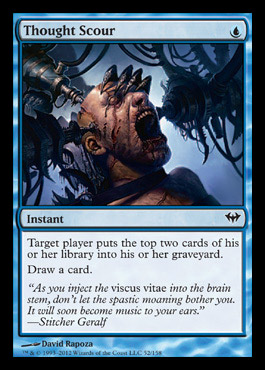 Thought Scour
Instant
Target player puts the top two cards of his
or her library into his or her graveyard.
Draw a card.
“As you inject the viscus vitae into the brain
stem, don’t let the spastic moaning bother you.
It will soon become music to your ears.”
—Stitcher Geralf
David Rapoza
™ & © 1993–2012 Wizards of the Coast LLC 52/158